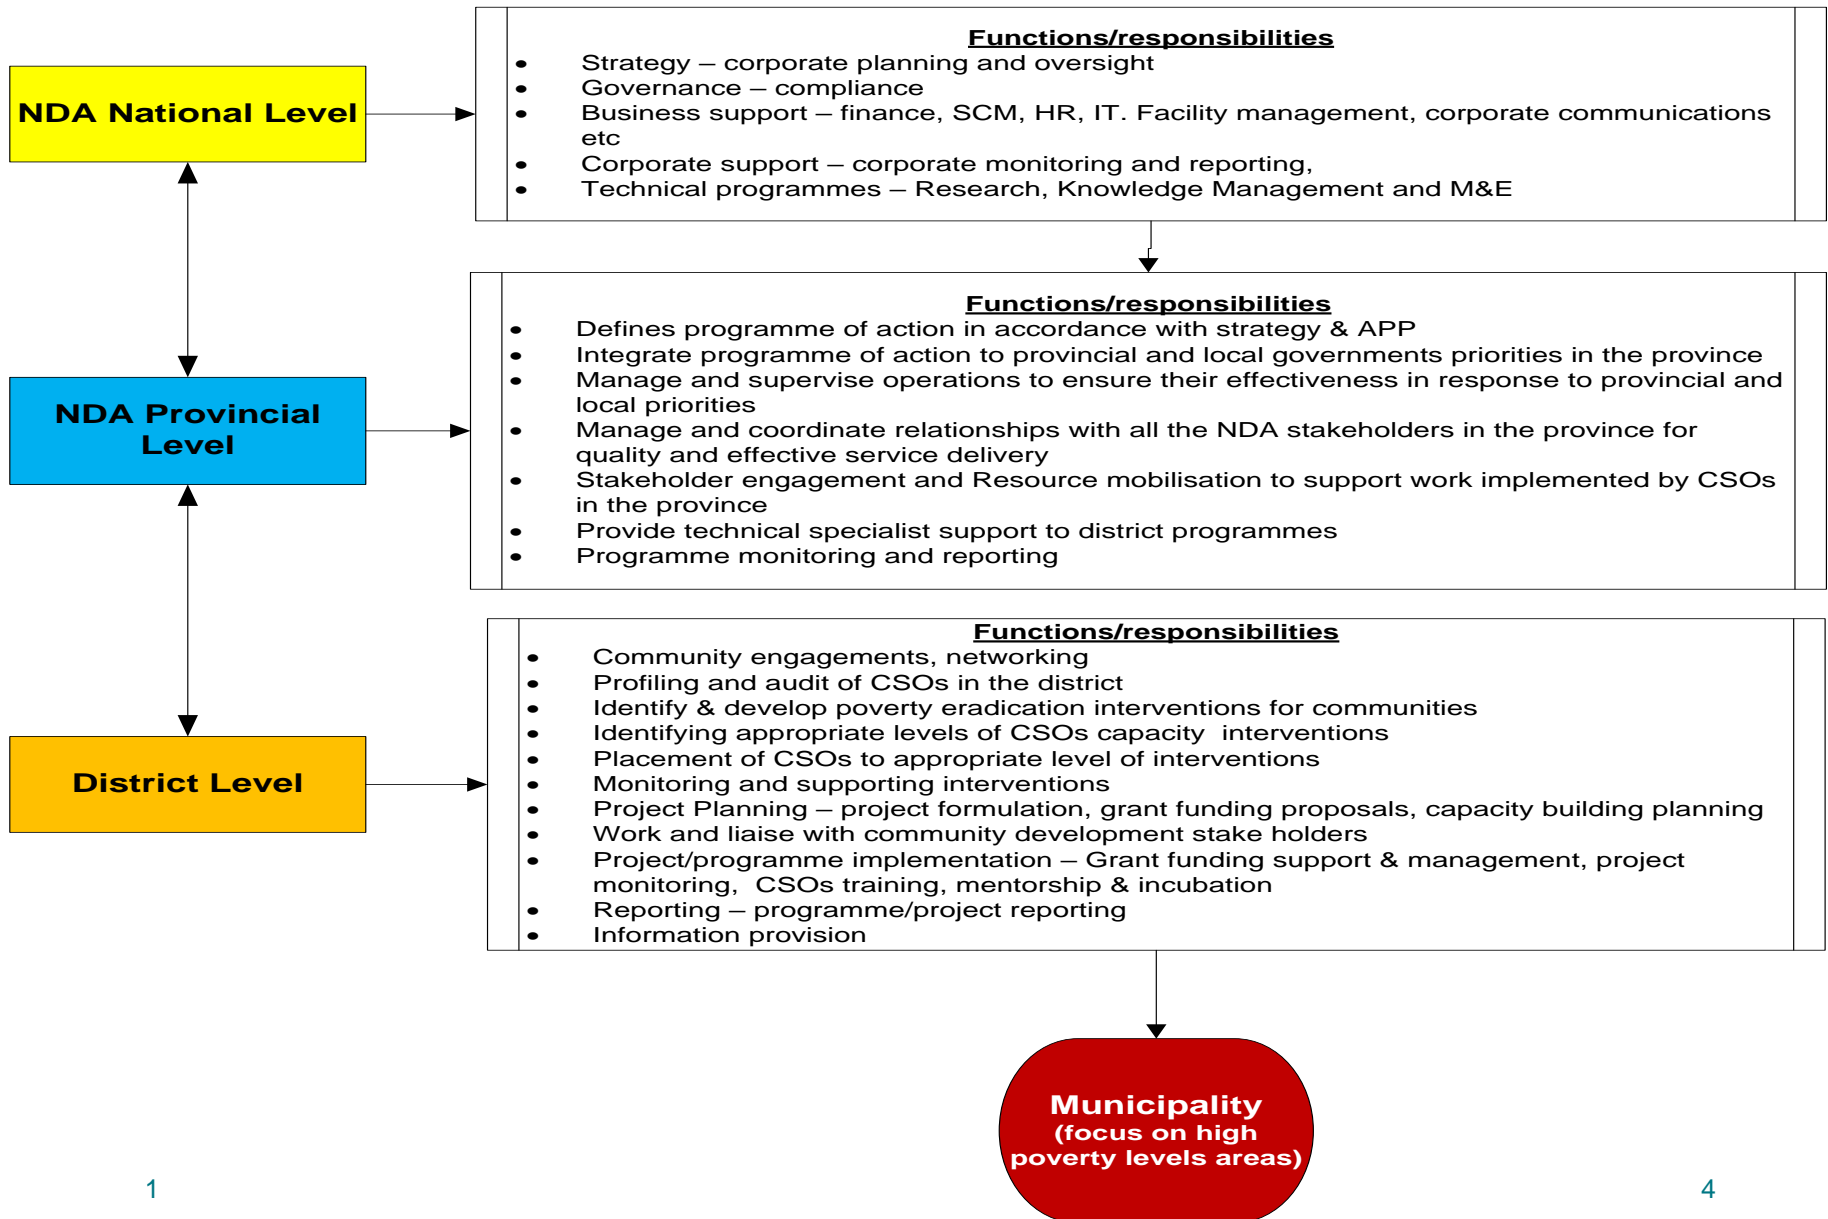 Functions/responsibilities
• Strategy – corporate planning and oversight
• Governance – compliance
• Business support – finance, SCM, HR, IT. Facility management, corporate communications
etc
• Corporate support – corporate monitoring and reporting,
• Technical programmes – Research, Knowledge Management and M&E
NDA National Level
Functions/responsibilities
• Defines programme of action in accordance with strategy & APP
• Integrate programme of action to provincial and local governments priorities in the province
• Manage and supervise operations to ensure their effectiveness in response to provincial and
local priorities
• Manage and coordinate relationships with all the NDA stakeholders in the province for
quality and effective service delivery
• Stakeholder engagement and Resource mobilisation to support work implemented by CSOs
in the province
• Provide technical specialist support to district programmes
• Programme monitoring and reporting
NDA Provincial
Level
Functions/responsibilities
• Community engagements, networking
• Profiling and audit of CSOs in the district
• Identify & develop poverty eradication interventions for communities
• Identifying appropriate levels of CSOs capacity  interventions
• Placement of CSOs to appropriate level of interventions
• Monitoring and supporting interventions
• Project Planning – project formulation, grant funding proposals, capacity building planning
• Work and liaise with community development stake holders
• Project/programme implementation – Grant funding support & management, project
monitoring,  CSOs training, mentorship & incubation
• Reporting – programme/project reporting
• Information provision
District Level
Municipality
(focus on high
poverty levels areas)
1
4